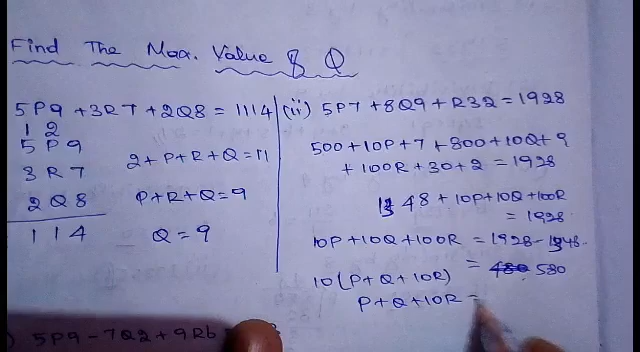 Find The Max. Value of Q
5P9 + 3R7 + 2Q8 = 1114
1 2
5 P 9
3 R 7
2 Q 8
1 1 4
2 + P + R + Q = 11
P + R + Q = 9
Q = 9
(ii) 5P7 + 8Q9 + R32 = 1928
500 + 10P + 7 + 800 + 10Q + 9
+ 100R + 30 + 2 = 1928
1348 + 10P + 10Q + 100R
= 1928
10P + 10Q + 100R = 1928 - 1348
= 580
10(P + Q + 10R)
P + Q + 10R =
5P9 - 7Q2 + 9R6 =